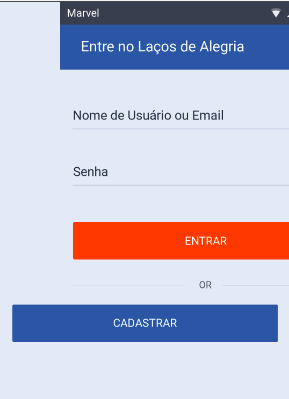 Marvel
Entre no Laços de Alegria
Nome de Usuário ou Email
Senha
ENTRAR
OR
CADASTRAR